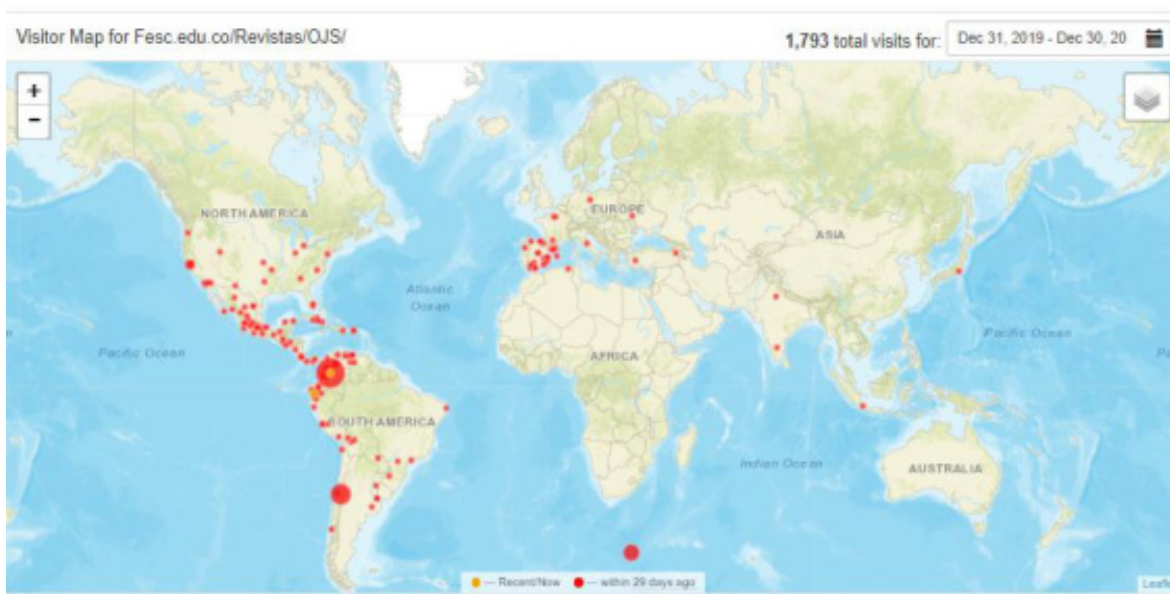 Visitor Map for Fesc.edu.co/Revistas/OJS/
1,793 total visits for: Dec 31, 2019 - Dec 30, 20
+
-
NORTH AMERICA
EUROPE
ASIA
Atlantic
Ocean
Pacific Ocean
Pacific Ocean
AFRICA
SOUTH AMERICA
Indian Ocean
AUSTRALIA
— Recent/Now — within 29 days ago